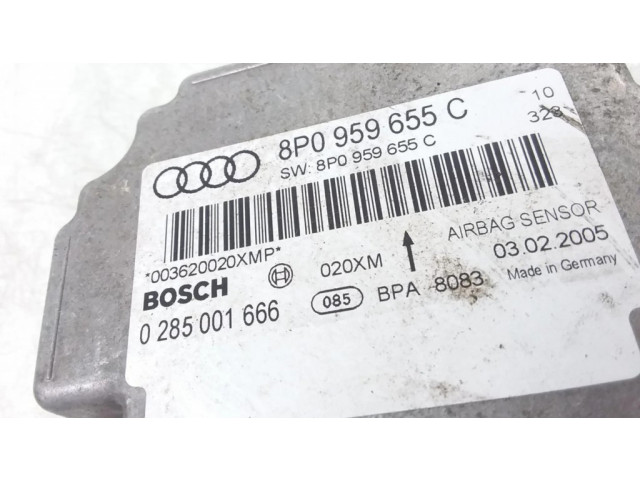 8P0 959 655 C
10
328
SW: 8P0 959 655 C
*003620020XMP*
AIRBAG SENSOR
020XM
03.02.2005
BOSCH
085
BPA 8083
Made in Germany
0 285 001 666